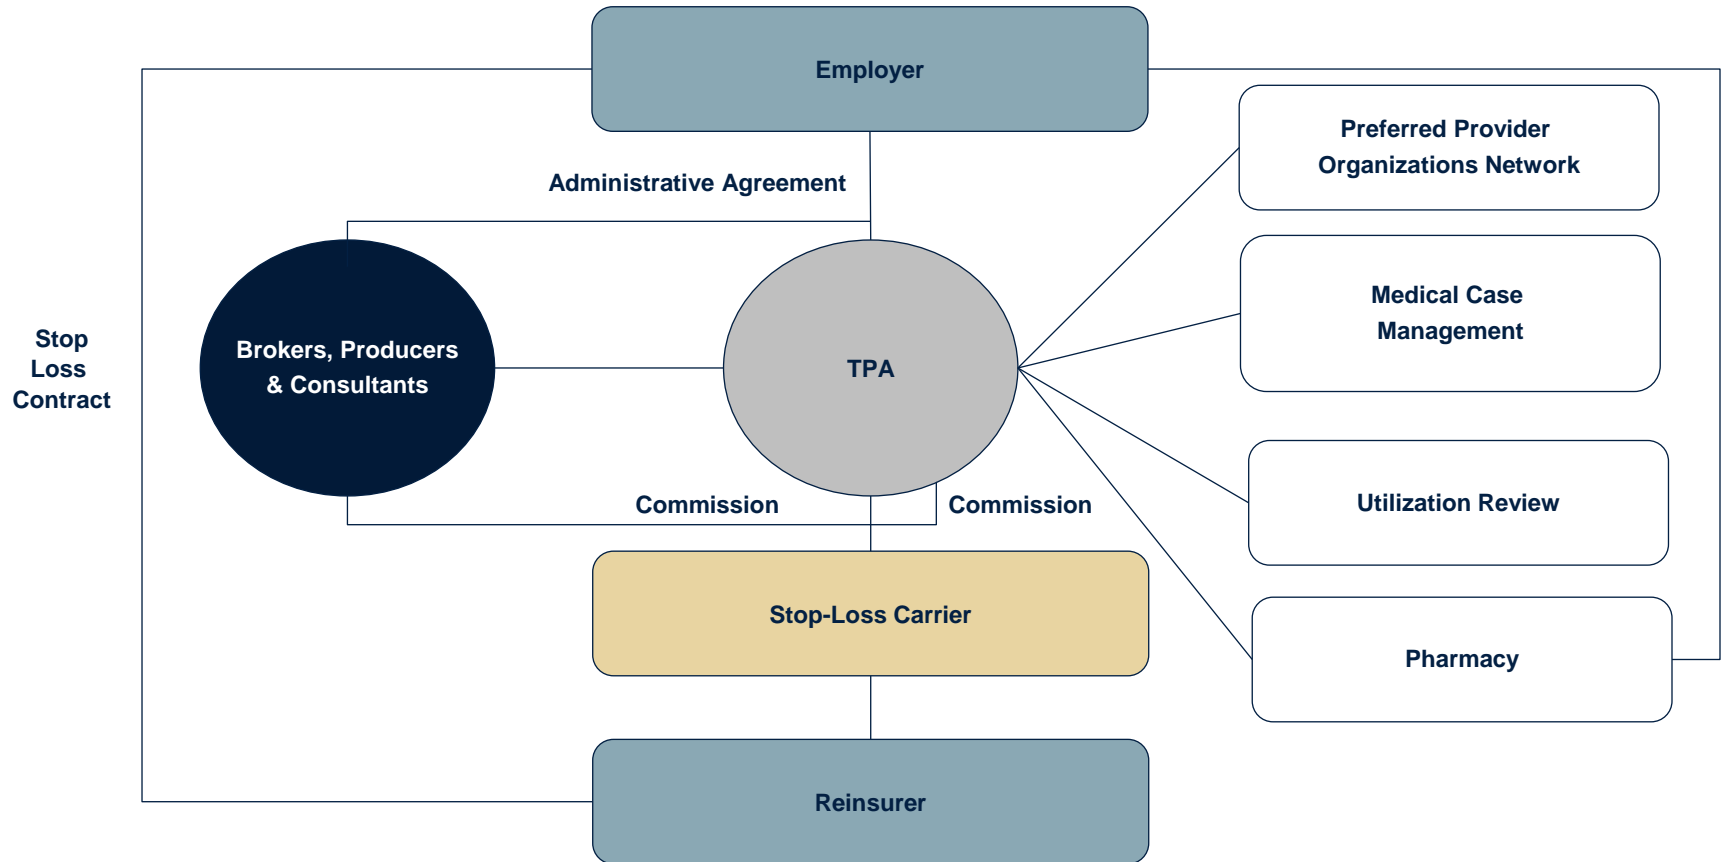 Employer
Preferred Provider
Organizations Network
Administrative Agreement
Medical Case
Management
Stop
Loss
Contract
Brokers, Producers
& Consultants
TPA
Commission
Commission
Utilization Review
Stop-Loss Carrier
Pharmacy
Reinsurer